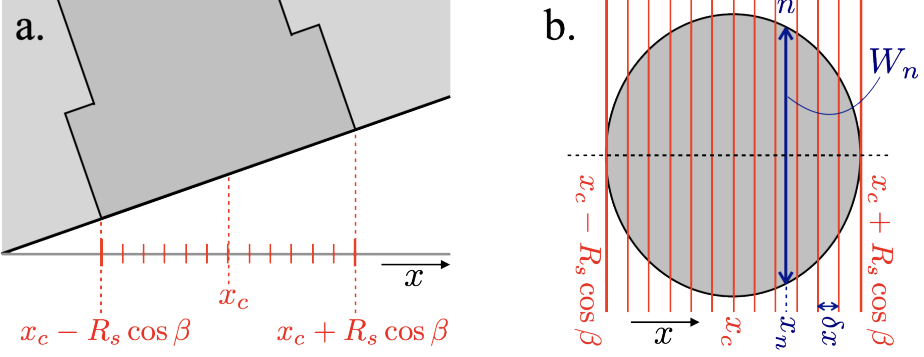 a.
x_c
x
x_c − R_s cos β
x_c + R_s cos β
b.
n
W_n
x_c − R_s cos β
x_c + R_s cos β
x
x_c
x_n
δx